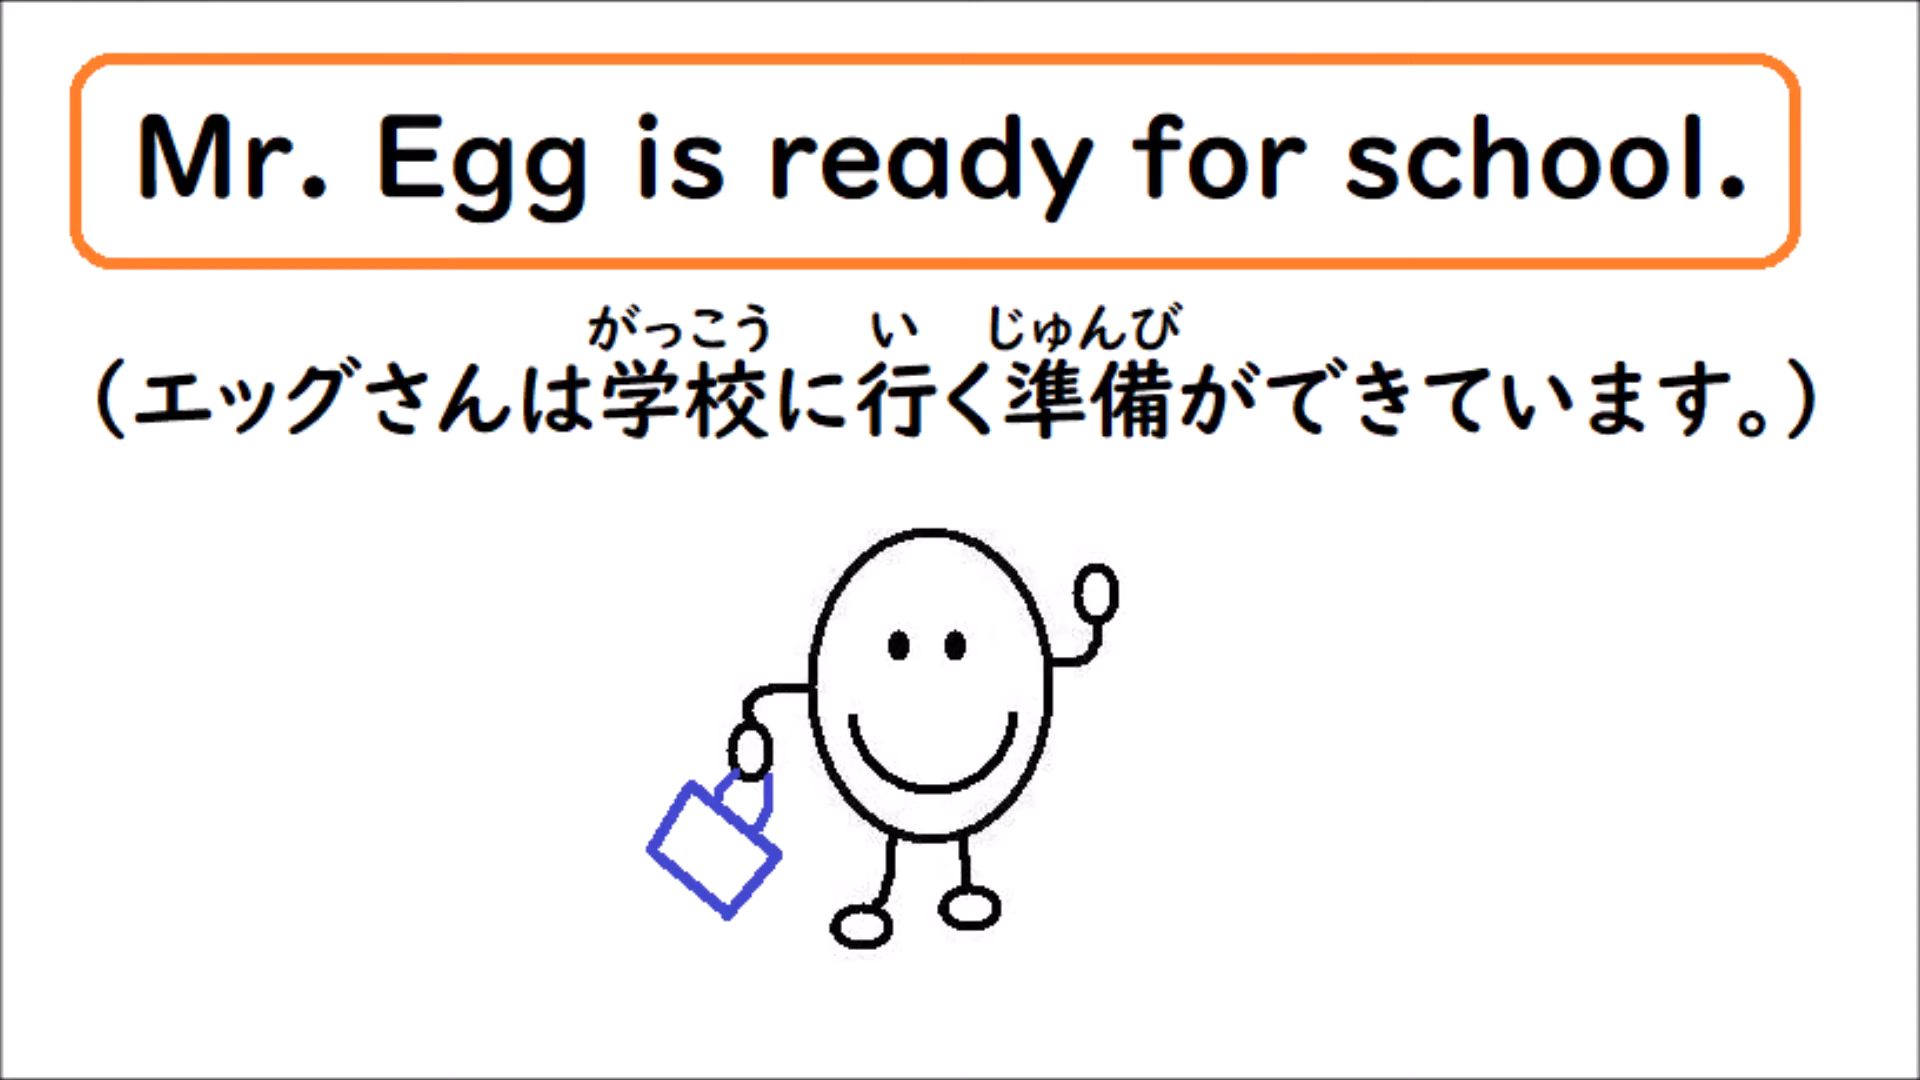 Mr. Egg is ready for school.
がっこう い じゅんび
（エッグさんは学校に行く準備ができています。）